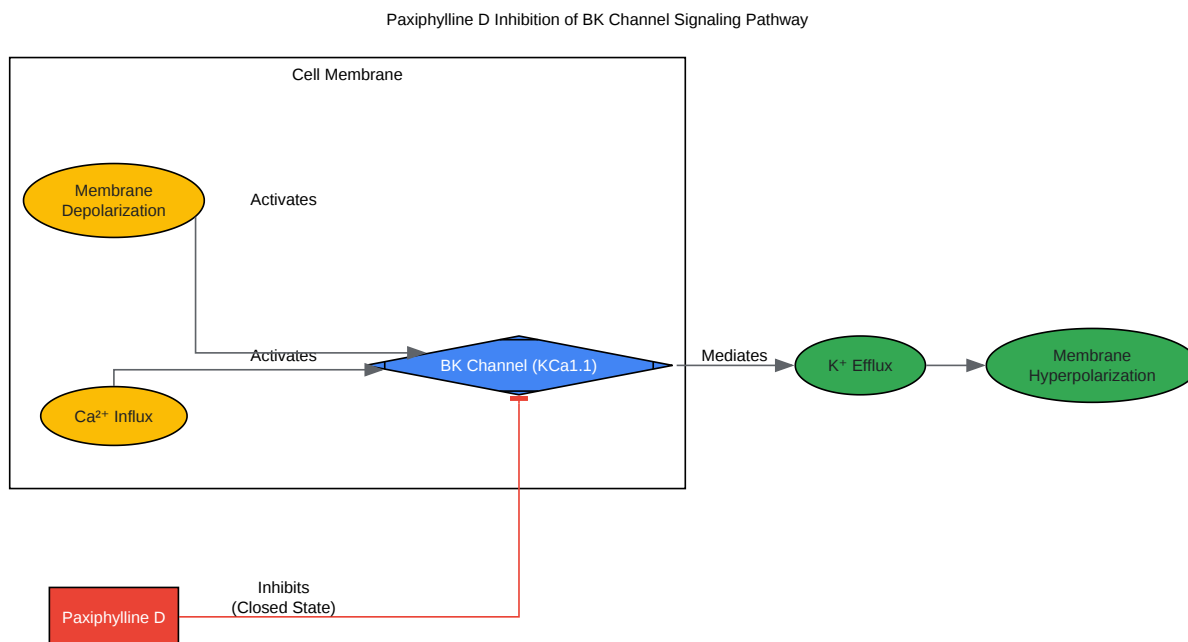 Paxiphylline D Inhibition of BK Channel Signaling Pathway
Cell Membrane
Membrane
Depolarization
Activates
Activates
BK Channel (KCa1.1)
Mediates
K⁺ Efflux
Membrane
Hyperpolarization
Ca²⁺ Influx
Inhibits
(Closed State)
Paxiphylline D